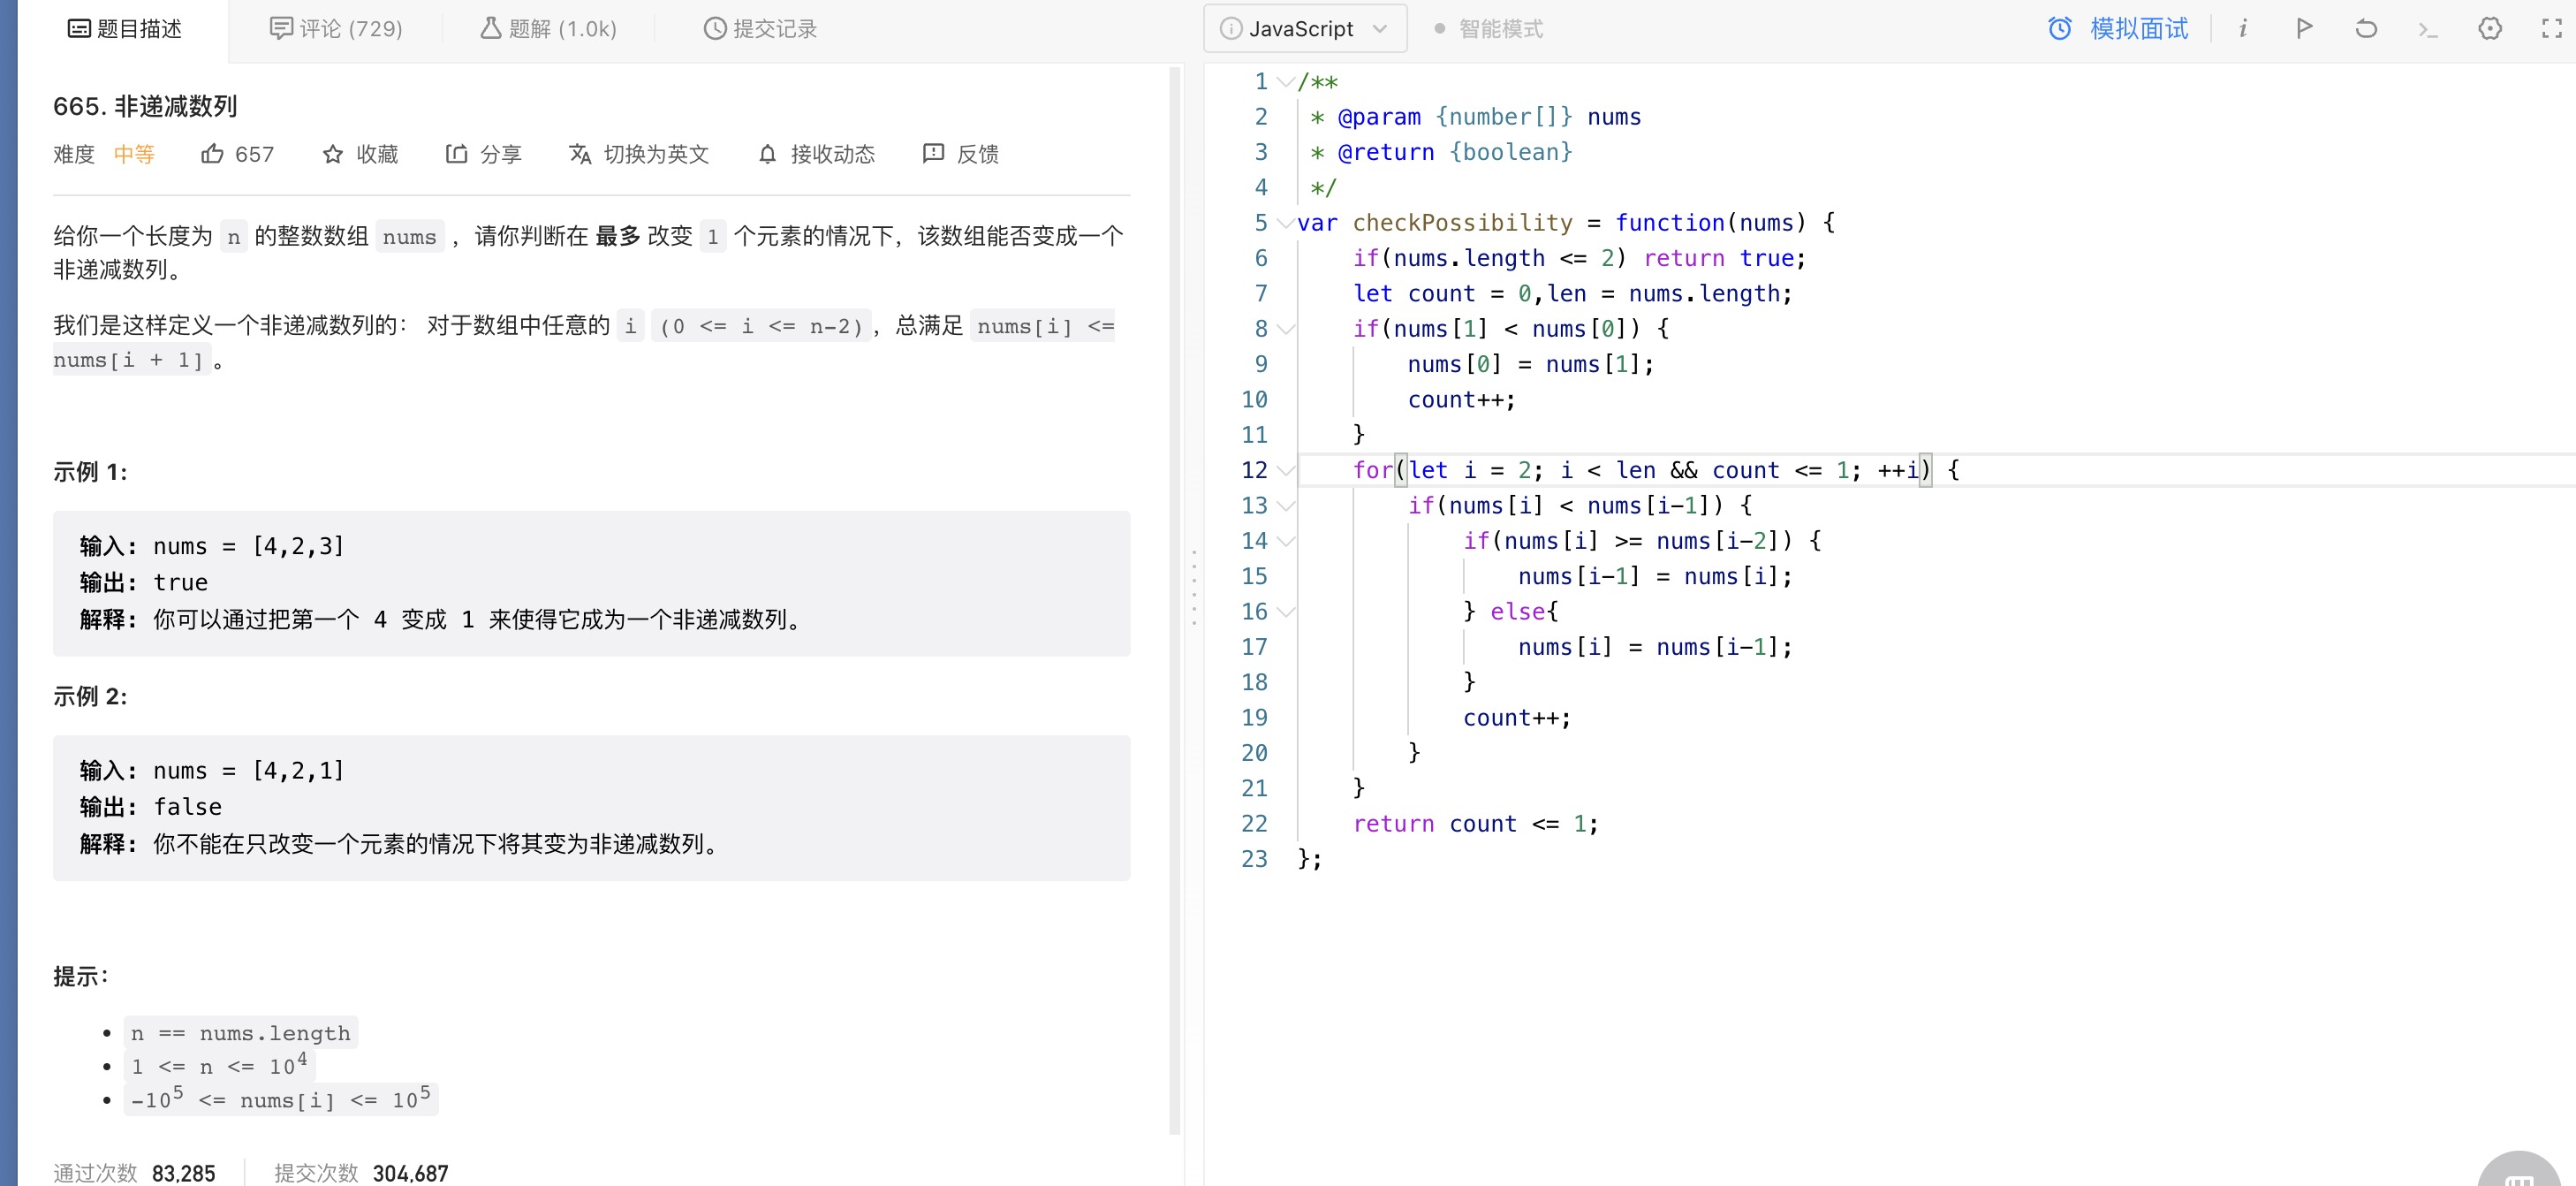 题目描述
评论 (729)
题解 (1.0k)
提交记录
665. 非递减数列
难度 中等 657 收藏 分享 切换为英文 接收动态 反馈
给你一个长度为 n 的整数数组 nums ，请你判断在 最多 改变 1 个元素的情况下，该数组能否变成一个
非递减数列。
我们是这样定义一个非递减数列的： 对于数组中任意的 i (0 <= i <= n-2)，总满足 nums[i] <=
nums[i + 1]。
示例 1:
输入: nums = [4,2,3]
输出: true
解释: 你可以通过把第一个 4 变成 1 来使得它成为一个非递减数列。
示例 2:
输入: nums = [4,2,1]
输出: false
解释: 你不能在只改变一个元素的情况下将其变为非递减数列。
提示：
• n == nums.length
• 1 <= n <= 10^4
• -10^5 <= nums[i] <= 10^5
通过次数 83,285 提交次数 304,687
JavaScript
智能模式
模拟面试
1 /**
2  * @param {number[]} nums
3  * @return {boolean}
4  */
5 var checkPossibility = function(nums) {
6     if(nums.length <= 2) return true;
7     let count = 0,len = nums.length;
8     if(nums[1] < nums[0]) {
9         nums[0] = nums[1];
10         count++;
11     }
12     for(let i = 2; i < len && count <= 1; ++i) {
13         if(nums[i] < nums[i-1]) {
14             if(nums[i] >= nums[i-2]) {
15                 nums[i-1] = nums[i];
16             } else{
17                 nums[i] = nums[i-1];
18             }
19             count++;
20         }
21     }
22     return count <= 1;
23 };